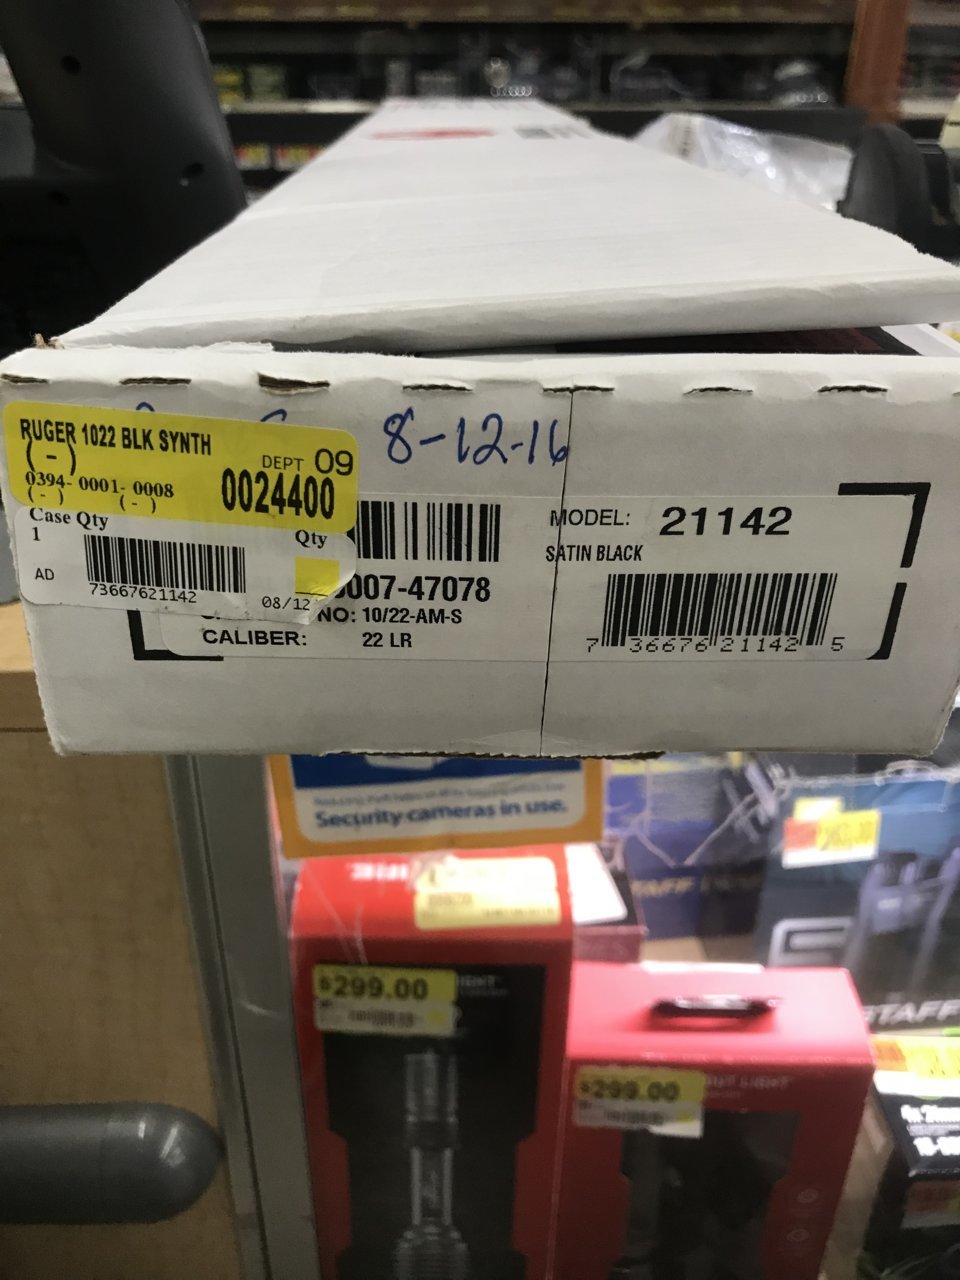 8-12-16
RUGER 1022 BLK SYNTH
(-)
DEPT 09
0394- 0001- 0008
(-) (-)
0024400
Case Qty
1
Qty
AD
73667621142
08/12
007-47078
NO: 10/22-AM-S
CALIBER: 22 LR
MODEL: 21142
SATIN BLACK
7 36676 21142 5
Security cameras in use.
$299.00
$299.00
STAFF